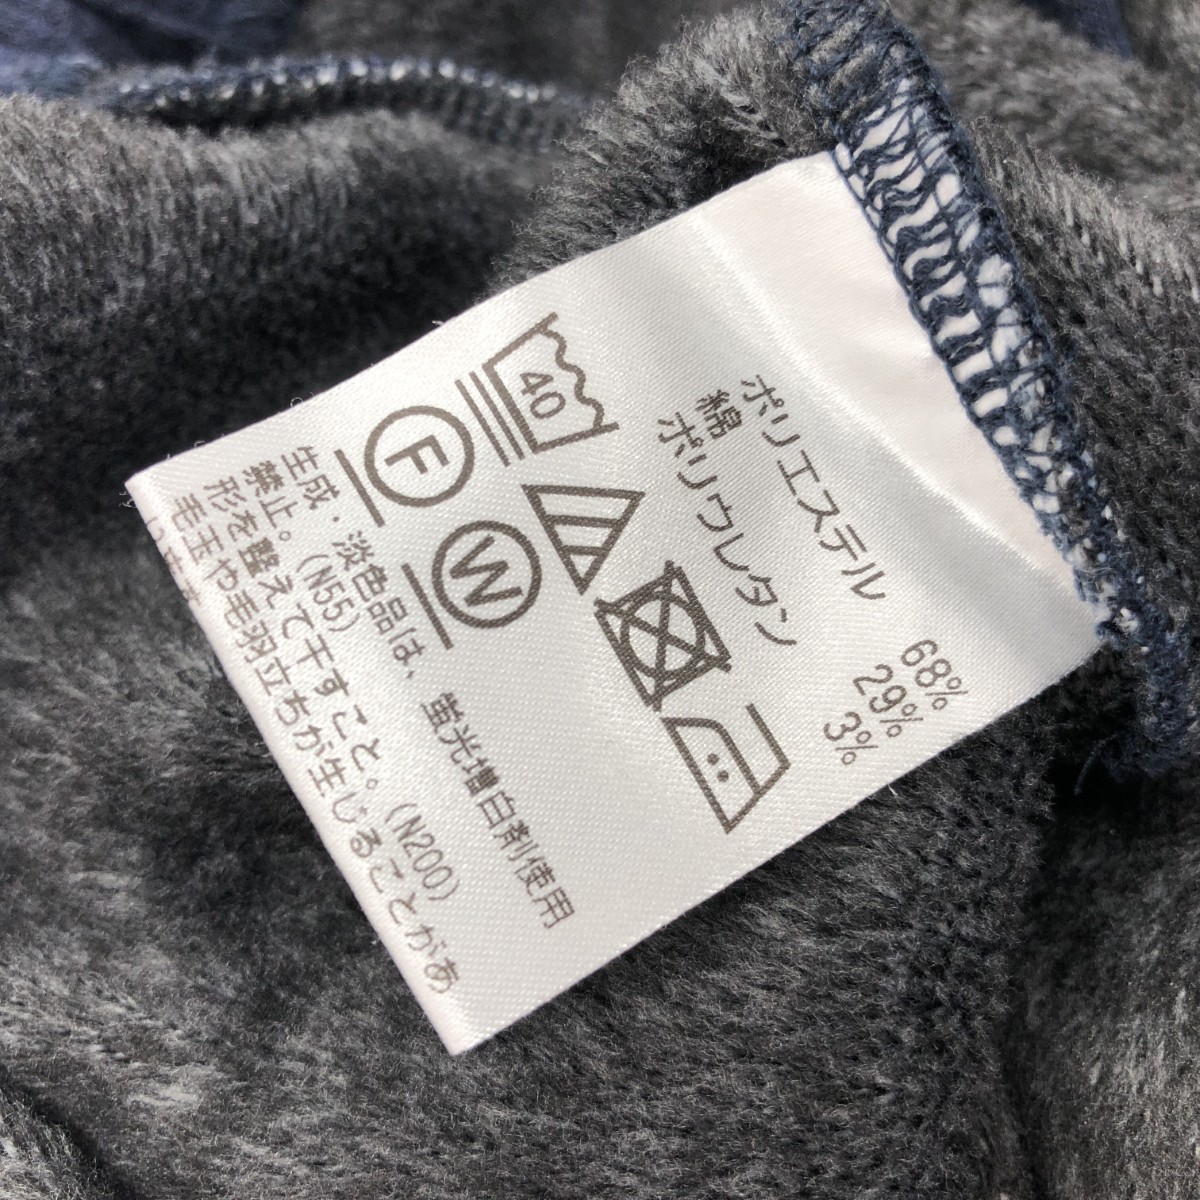 ポリエステル 68%
綿 29%
ポリウレタン 3%
40
F W
生成・淡色品は、蛍光増白剤使用
禁止。(N55)
形を整えて干すこと。(N200)
毛玉や毛羽立ちが生じることがあ